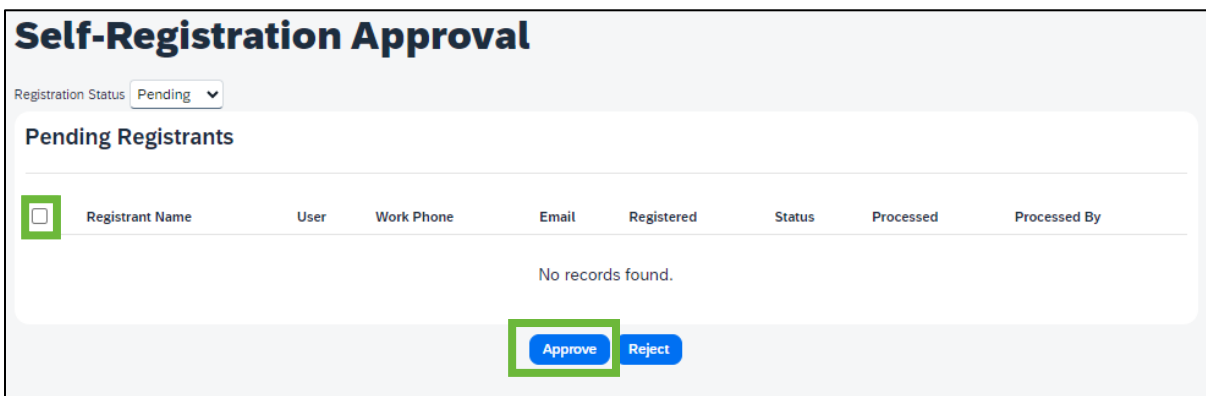 Self-Registration Approval
Registration Status Pending
Pending Registrants
Registrant Name User Work Phone Email Registered Status Processed Processed By
No records found.
Approve Reject